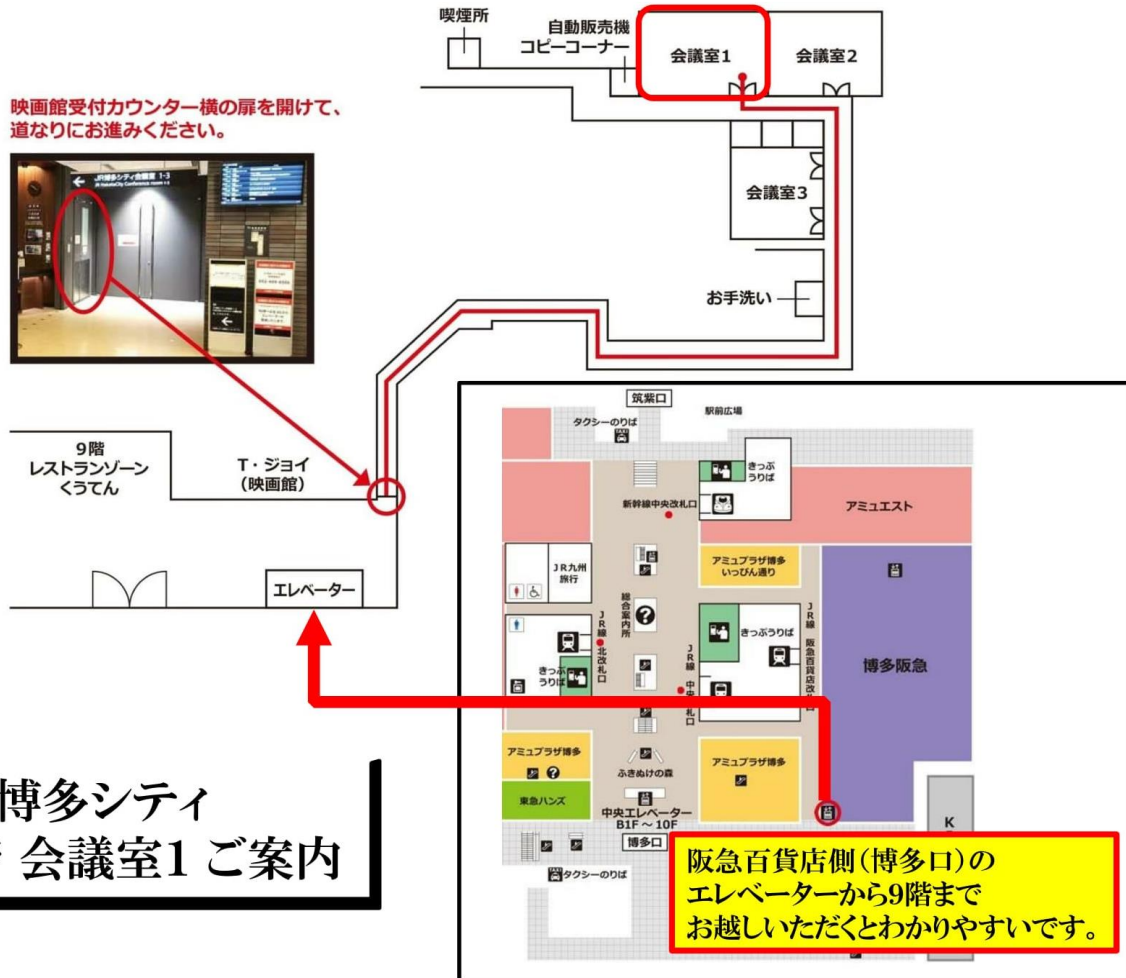 喫煙所
自動販売機
コピーコーナー
会議室1
会議室2
映画館受付カウンター横の扉を開けて、
道なりにお進みください。
JR博多シティ会議室 1-3
会議室3
お手洗い
9階
レストランゾーン
くうてん
T・ジョイ
(映画館)
エレベーター
筑紫口
駅前広場
タクシーのりば
きっぷ
うりば
新幹線中央改札口
アミュエスト
JR九州
旅行
アミュプラザ博多
いっぴん通り
総合案内所
JR線 北改札口
きっぷうりば
JR線 阪急百貨店改札口
博多阪急
きっぷ
うりば
JR線 中央改札口
アミュプラザ博多
ふきぬけの森
アミュプラザ博多
東急ハンズ
中央エレベーター
B1F~10F
博多口
タクシーのりば
K
博多シティ
会議室1 ご案内
阪急百貨店側(博多口)の
エレベーターから9階まで
お越しいただくとわかりやすいです。